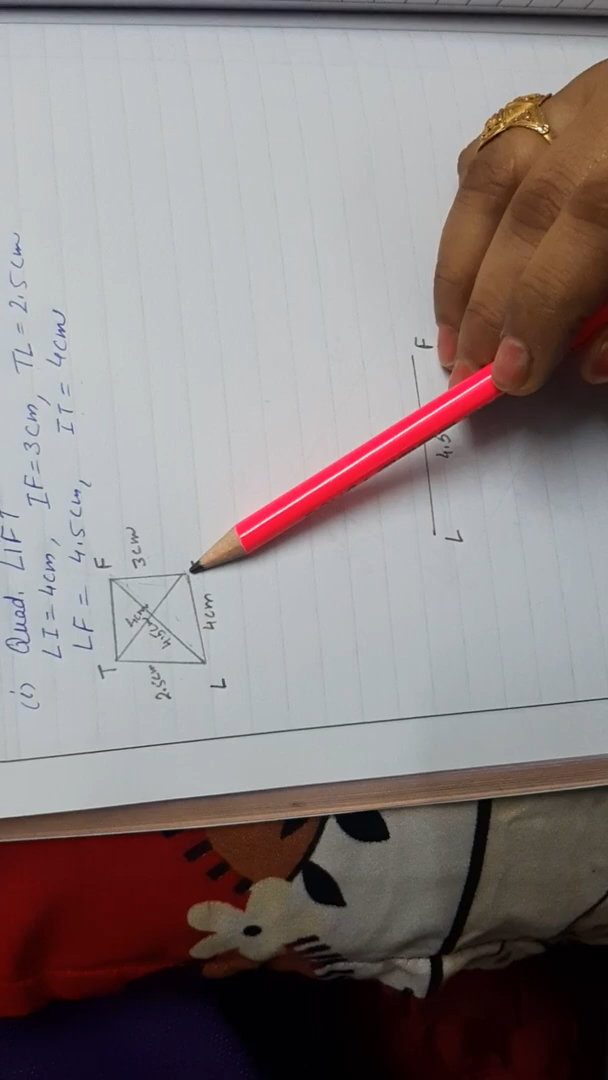 (i) Quad. LIFT
LI = 4cm, IF = 3cm, TL = 2.5cm
LF = 4.5cm, IT = 4cm
T F
2.5cm 4cm 4.5cm 3cm
L 4cm
L 4.5 F